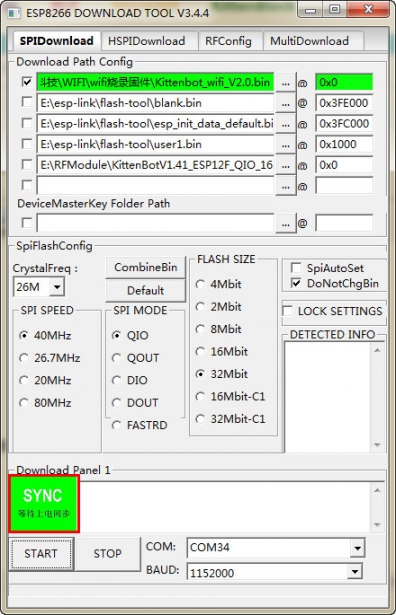 ESP8266 DOWNLOAD TOOL V3.4.4
SPIDownload HSPIDownload RFConfig MultiDownload
Download Path Config
科技\WIFI\wifi烧录固件\Kittenbot_wifi_V2.0.bin ... @ 0x0
E:\esp-link\flash-tool\blank.bin ... @ 0x3FE000
E:\esp-link\flash-tool\esp_init_data_default.bi ... @ 0x3FC000
E:\esp-link\flash-tool\user1.bin ... @ 0x1000
E:\RFModule\KittenBotV1.41_ESP12F_QIO_16 ... @ 0x0
... @
DeviceMasterKey Folder Path
... @
SpiFlashConfig
CrystalFreq :
26M
CombineBin
Default
SPI SPEED
40MHz
26.7MHz
20MHz
80MHz
SPI MODE
QIO
QOUT
DIO
DOUT
FASTRD
FLASH SIZE
4Mbit
2Mbit
8Mbit
16Mbit
32Mbit
16Mbit-C1
32Mbit-C1
SpiAutoSet
DoNotChgBin
LOCK SETTINGS
DETECTED INFO
Download Panel 1
SYNC
等待上电同步
START STOP
COM: COM34
BAUD: 1152000